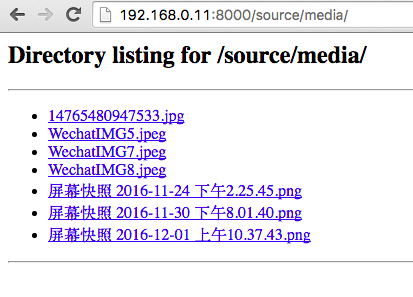 192.168.0.11:8000/source/media/
Directory listing for /source/media/
14765480947533.jpg
WechatIMG5.jpeg
WechatIMG7.jpeg
WechatIMG8.jpeg
屏幕快照 2016-11-24 下午2.25.45.png
屏幕快照 2016-11-30 下午8.01.40.png
屏幕快照 2016-12-01 上午10.37.43.png